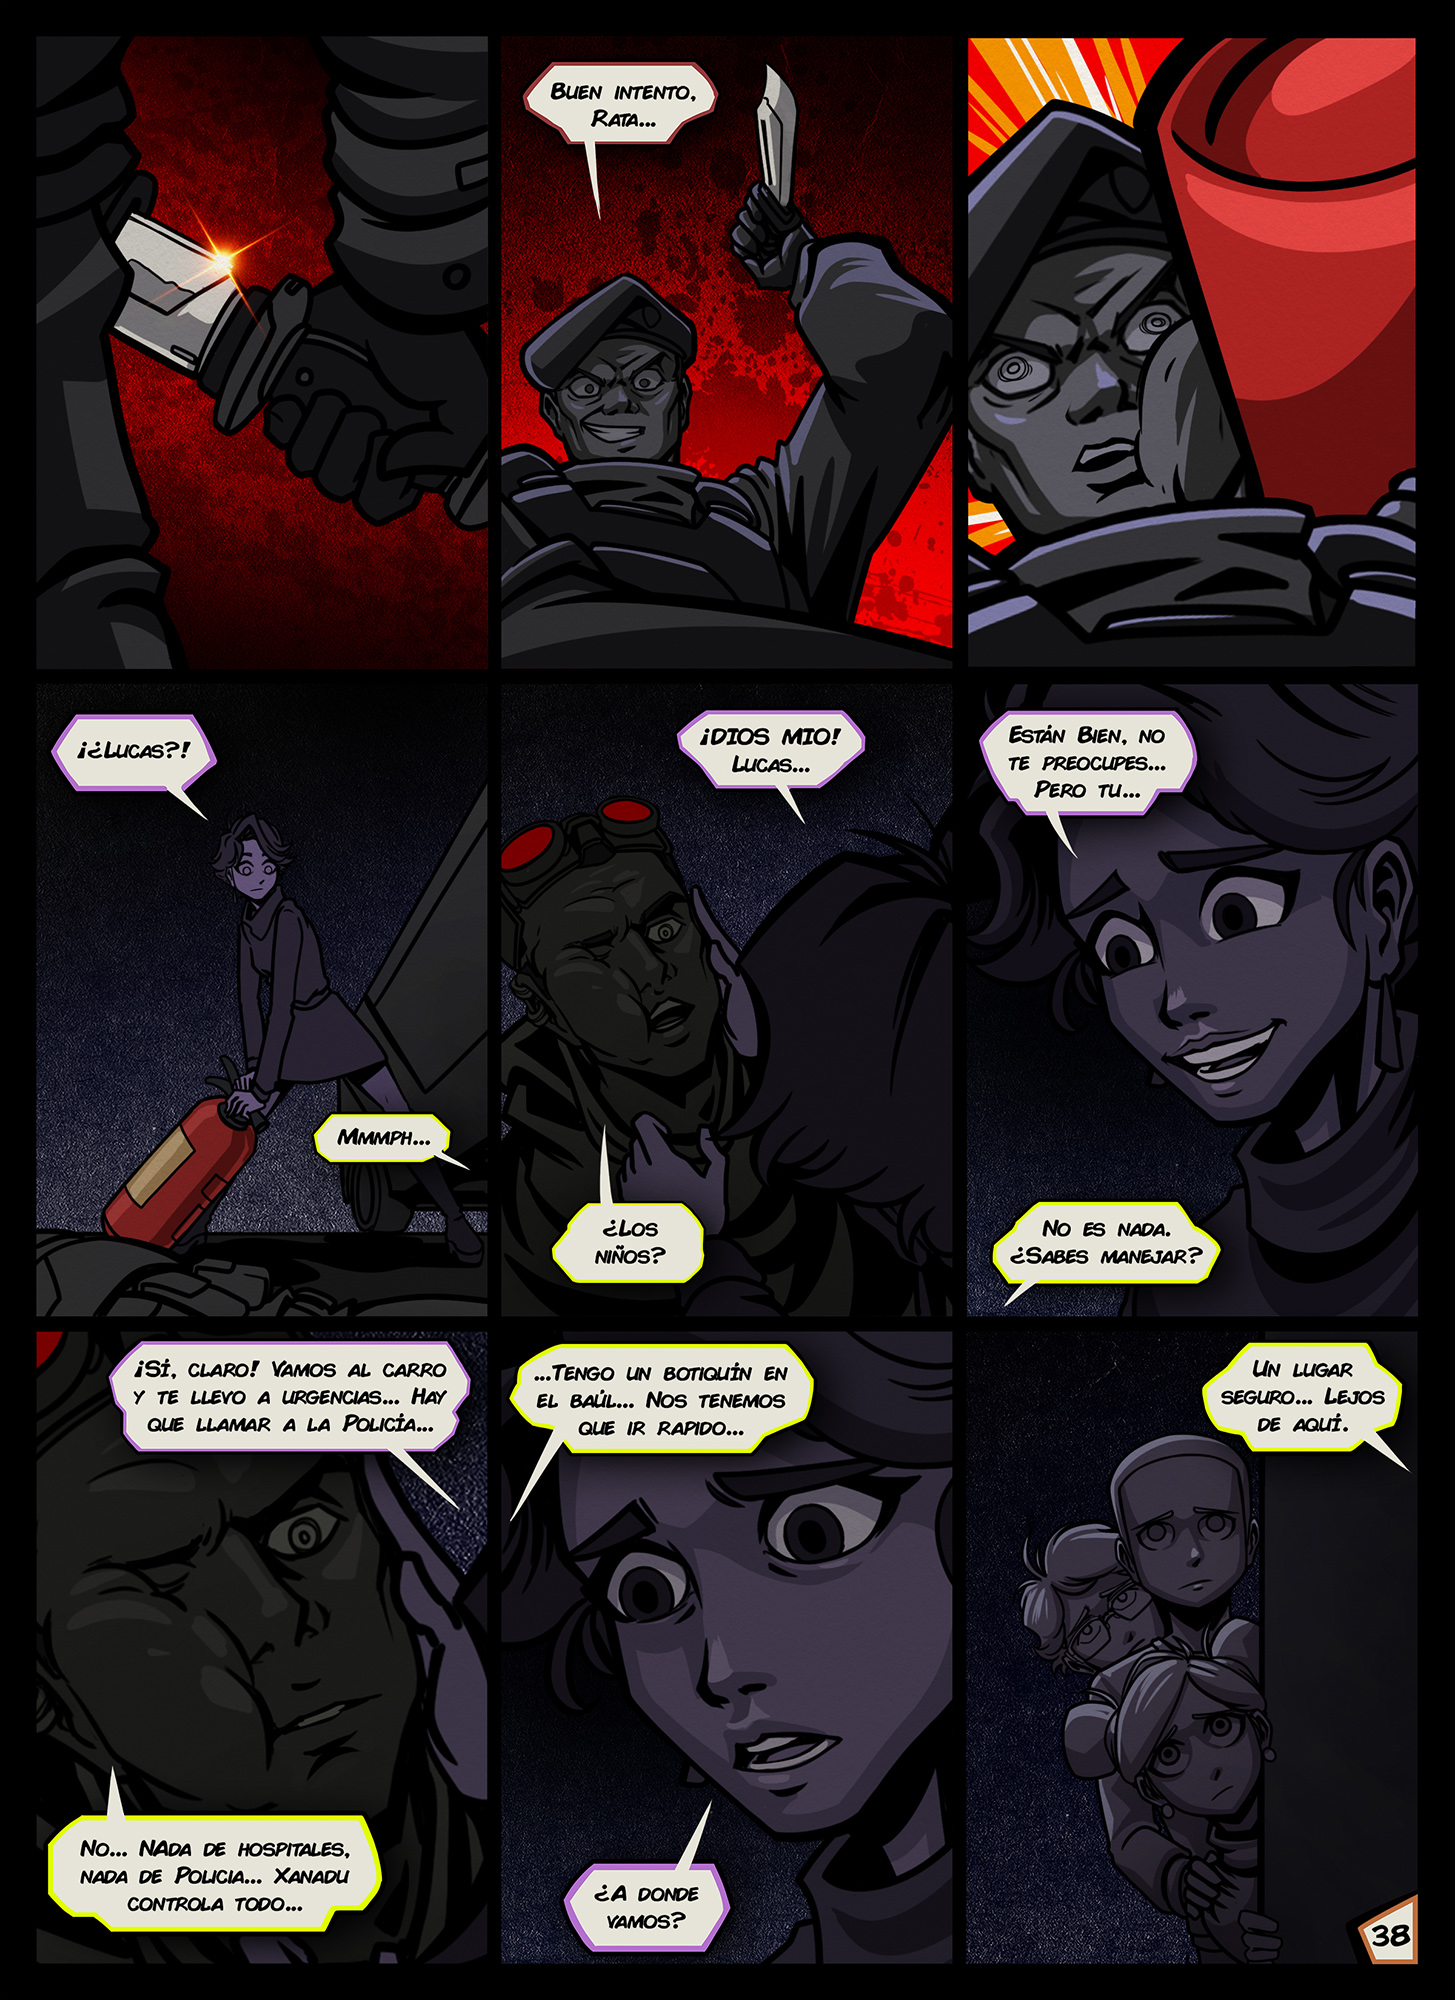 BUEN INTENTO,
RATA...
¡¿LUCAS?!
MMMPH...
¡DIOS MIO!
LUCAS...
¿LOS
NIÑOS?
ESTÁN BIEN, NO
TE PREOCUPES...
PERO TU...
NO ES NADA.
¿SABES MANEJAR?
¡SÍ, CLARO! VAMOS AL CARRO
Y TE LLEVO A URGENCIAS... HAY
QUE LLAMAR A LA POLICÍA...
NO... NADA DE HOSPITALES,
NADA DE POLICIA... XANADU
CONTROLA TODO...
...TENGO UN BOTIQUÍN EN
EL BAÚL... NOS TENEMOS
QUE IR RAPIDO...
¿A DONDE
VAMOS?
UN LUGAR
SEGURO... LEJOS
DE AQUÍ.
38